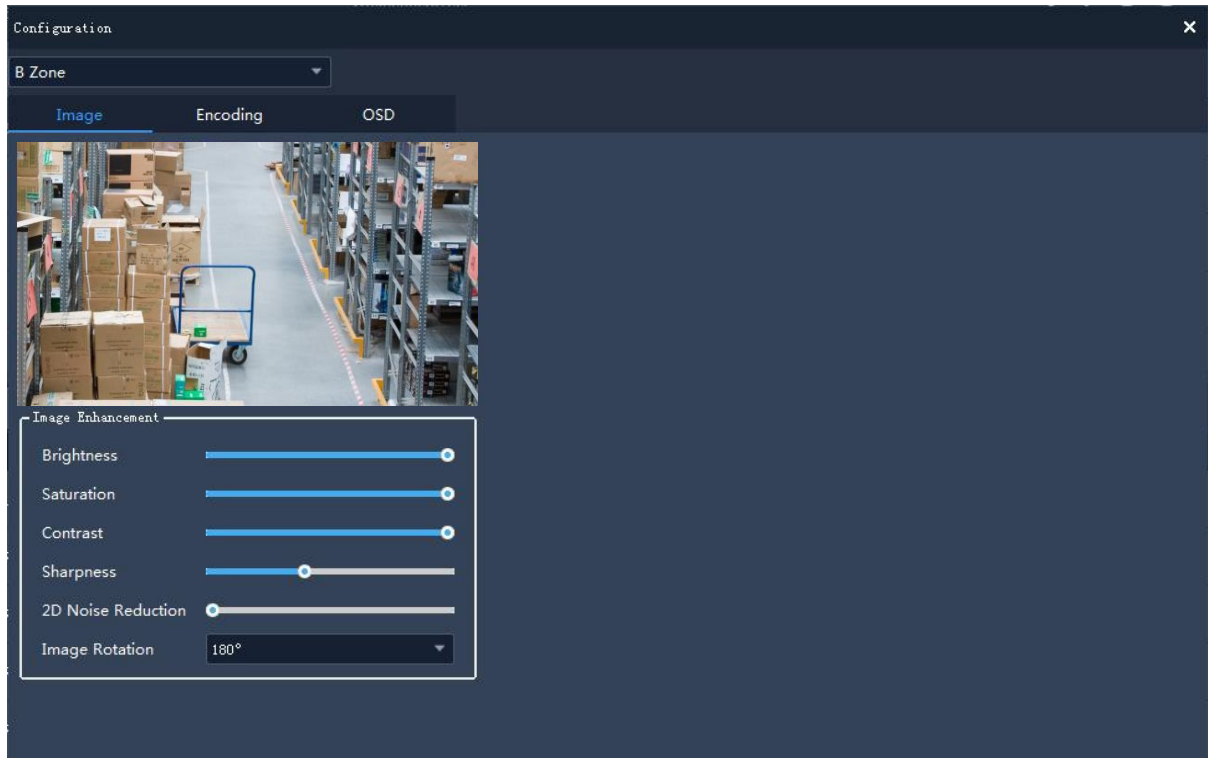 Configuration
B Zone
Image Encoding OSD
Image Enhancement
Brightness
Saturation
Contrast
Sharpness
2D Noise Reduction
Image Rotation 180°